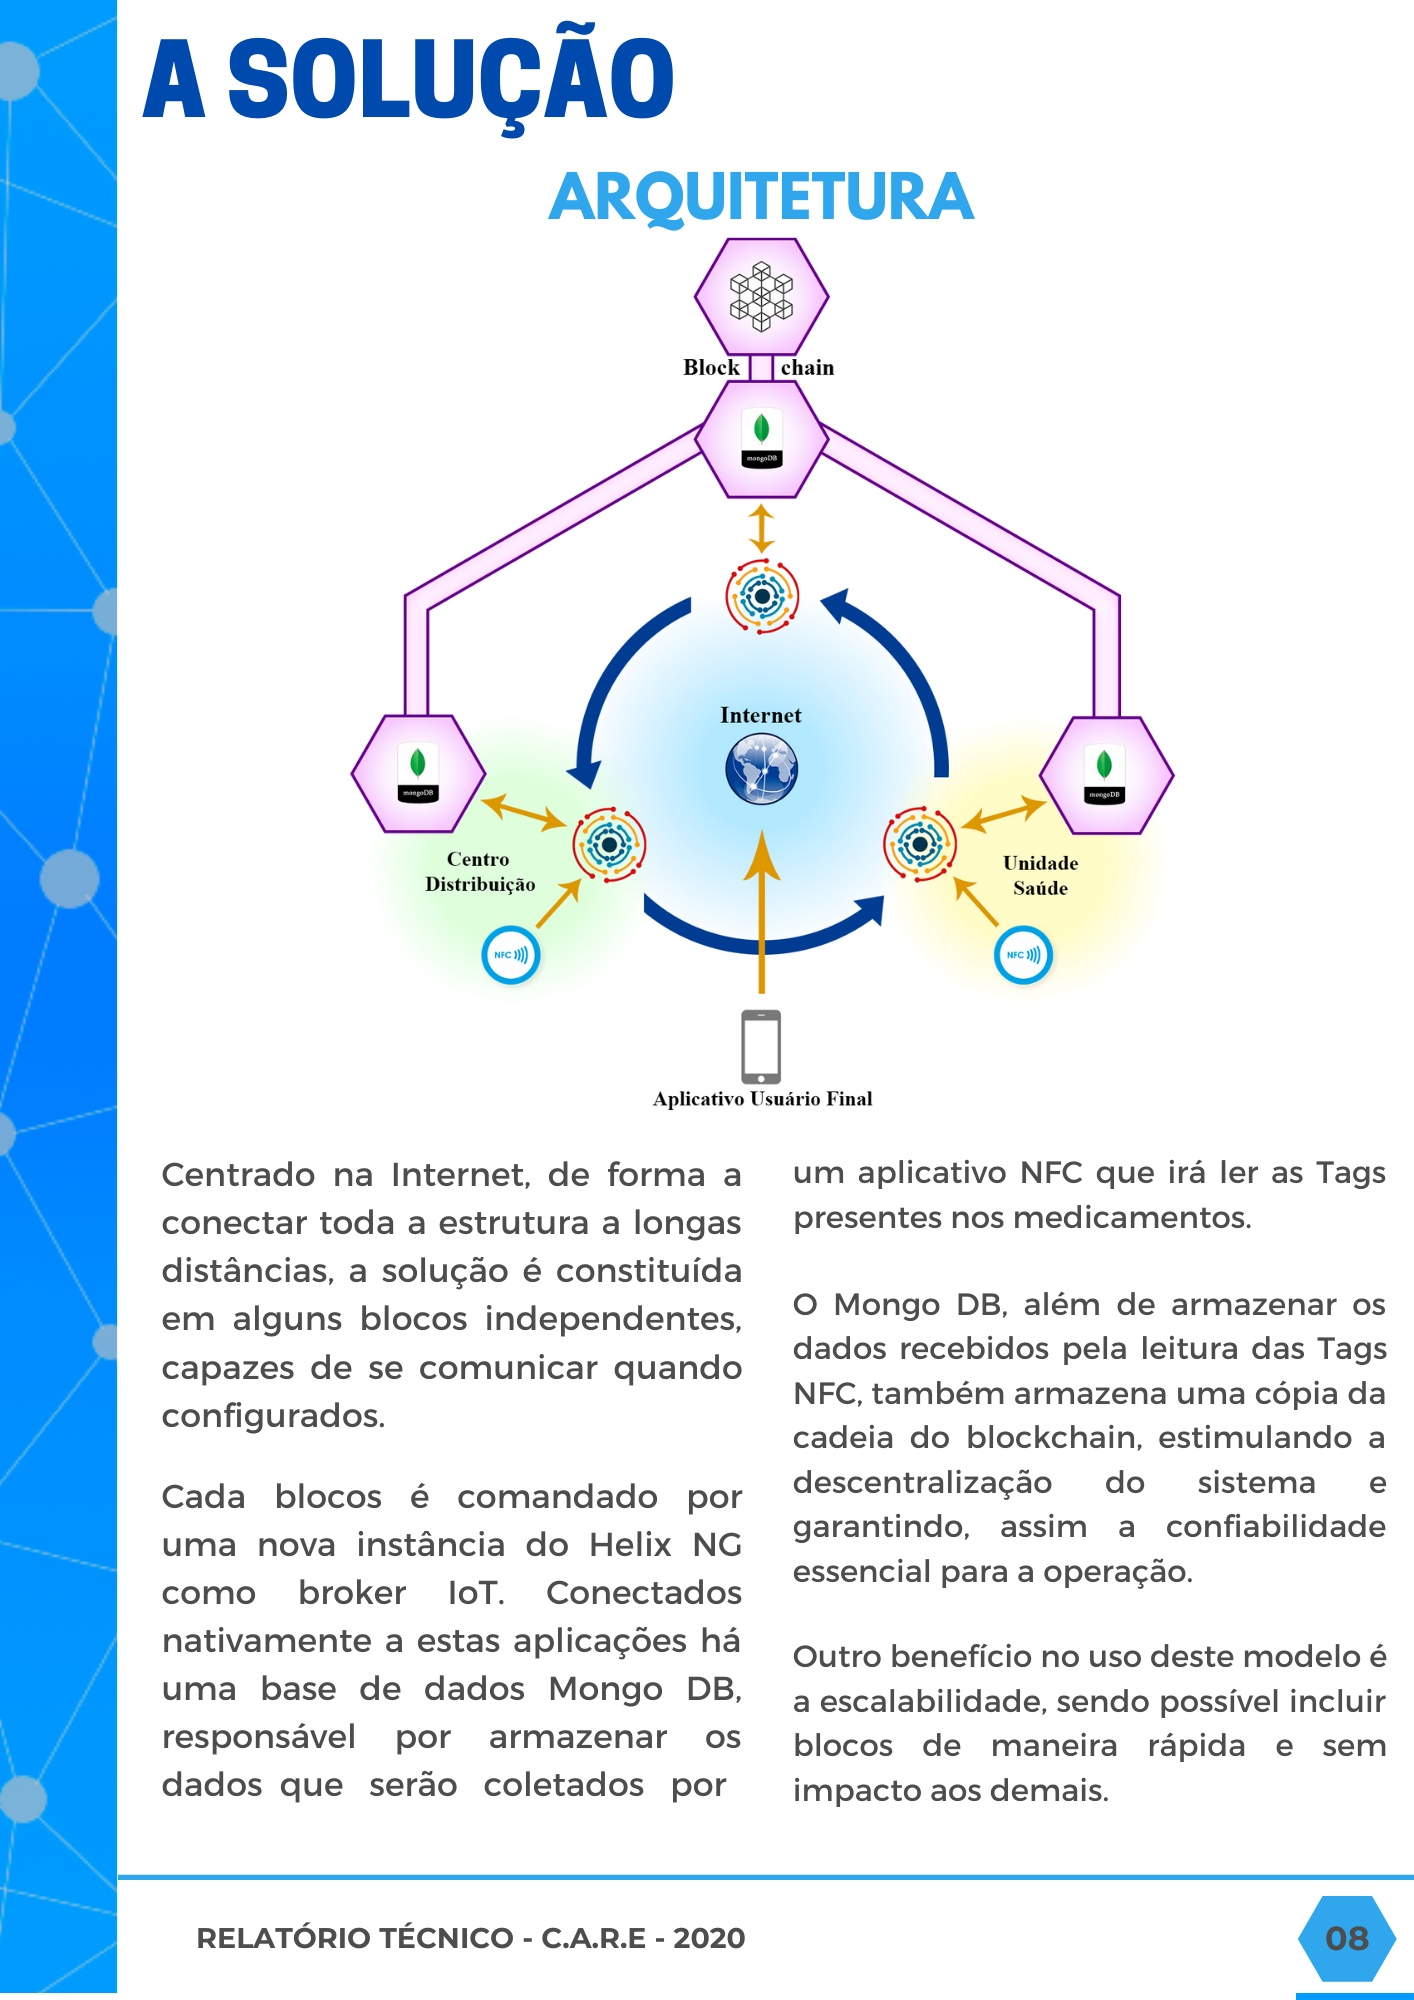 A SOLUÇÃO
ARQUITETURA
Block chain
mongoDB
Internet
mongoDB
mongoDB
Centro
Distribuição
Unidade
Saúde
NFC
NFC
Aplicativo Usuário Final
Centrado na Internet, de forma a
conectar toda a estrutura a longas
distâncias, a solução é constituída
em alguns blocos independentes,
capazes de se comunicar quando
configurados.
Cada blocos é comandado por
uma nova instância do Helix NG
como broker IoT. Conectados
nativamente a estas aplicações há
uma base de dados Mongo DB,
responsável por armazenar os
dados que serão coletados por
um aplicativo NFC que irá ler as Tags
presentes nos medicamentos.
O Mongo DB, além de armazenar os
dados recebidos pela leitura das Tags
NFC, também armazena uma cópia da
cadeia do blockchain, estimulando a
descentralização do sistema e
garantindo, assim a confiabilidade
essencial para a operação.
Outro benefício no uso deste modelo é
a escalabilidade, sendo possível incluir
blocos de maneira rápida e sem
impacto aos demais.
RELATÓRIO TÉCNICO - C.A.R.E - 2020
08